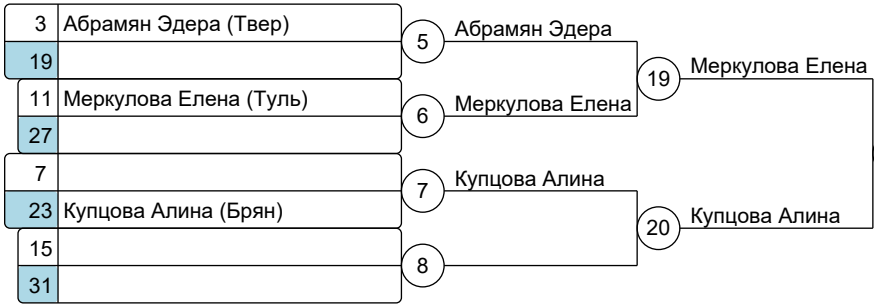 3 Абрамян Эдера (Твер)
5 Абрамян Эдера
19
19 Меркулова Елена
11 Меркулова Елена (Туль)
6 Меркулова Елена
27
7
7 Купцова Алина
23 Купцова Алина (Брян)
20 Купцова Алина
15
8
31